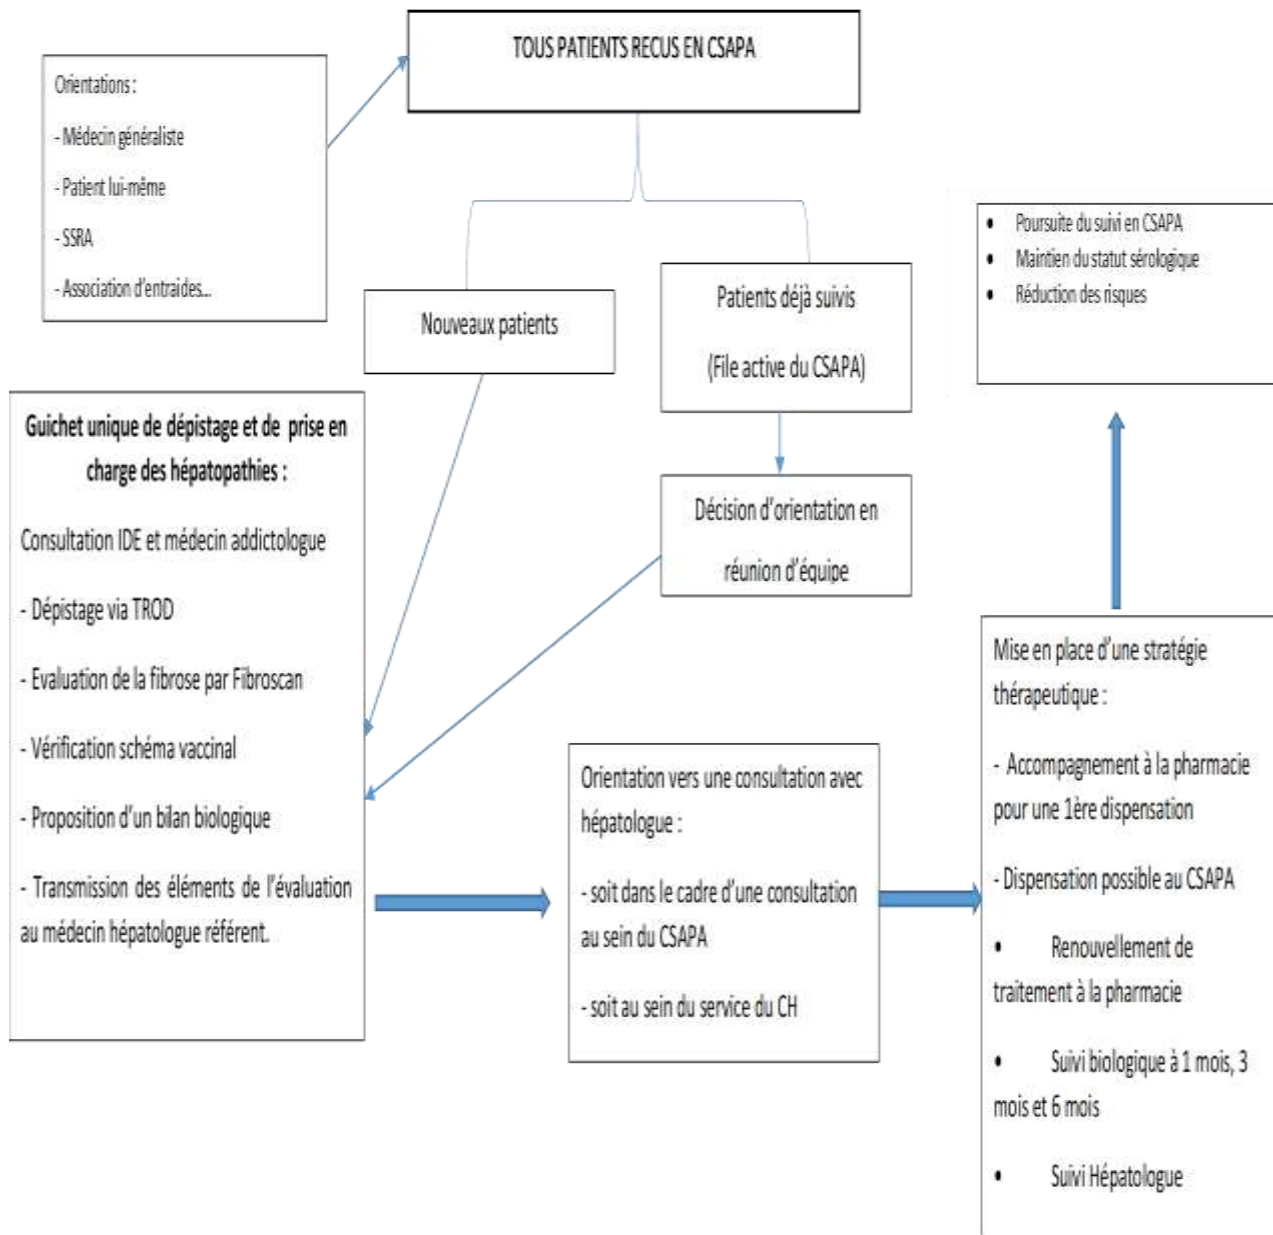 TOUS PATIENTS RECUS EN CSAPA
Orientations :
- Médecin généraliste
- Patient lui-même
- SSRA
- Association d'entraides...
Nouveaux patients
Patients déjà suivis
(File active du CSAPA)
Décision d'orientation en
réunion d'équipe
Guichet unique de dépistage et de prise en
charge des hépatopathies :
Consultation IDE et médecin addictologue
- Dépistage via TROD
- Evaluation de la fibrose par Fibroscan
- Vérification schéma vaccinal
- Proposition d'un bilan biologique
- Transmission des éléments de l'évaluation
au médecin hépatologue référent.
Orientation vers une consultation avec
hépatologue :
- soit dans le cadre d'une consultation
au sein du CSAPA
- soit au sein du service du CH
Mise en place d'une stratégie
thérapeutique :
- Accompagnement à la pharmacie
pour une 1ère dispensation
- Dispensation possible au CSAPA
• Renouvellement de
traitement à la pharmacie
• Suivi biologique à 1 mois, 3
mois et 6 mois
• Suivi Hépatologue
• Poursuite du suivi en CSAPA
• Maintien du statut sérologique
• Réduction des risques